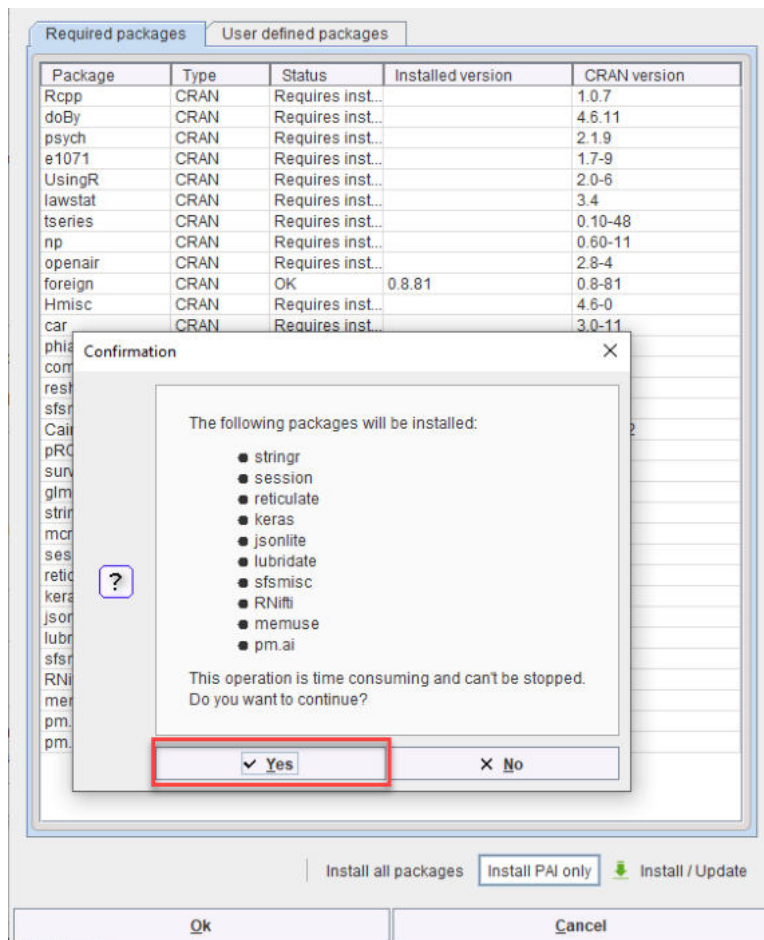 Required packages User defined packages
Package Type Status Installed version CRAN version
Rcpp CRAN Requires inst... 1.0.7
doBy CRAN Requires inst... 4.6.11
psych CRAN Requires inst... 2.1.9
e1071 CRAN Requires inst... 1.7-9
UsingR CRAN Requires inst... 2.0-6
lawstat CRAN Requires inst... 3.4
tseries CRAN Requires inst... 0.10-48
np CRAN Requires inst... 0.60-11
openair CRAN Requires inst... 2.8-4
foreign CRAN OK 0.8.81 0.8-81
Hmisc CRAN Requires inst... 4.6-0
car CRAN Requires inst... 3.0-11
Confirmation
The following packages will be installed:
stringr
session
reticulate
keras
jsonlite
lubridate
sfsmisc
RNifti
memuse
pm.ai
This operation is time consuming and can't be stopped.
Do you want to continue?
Yes No
Install all packages Install PAI only Install / Update
Ok Cancel